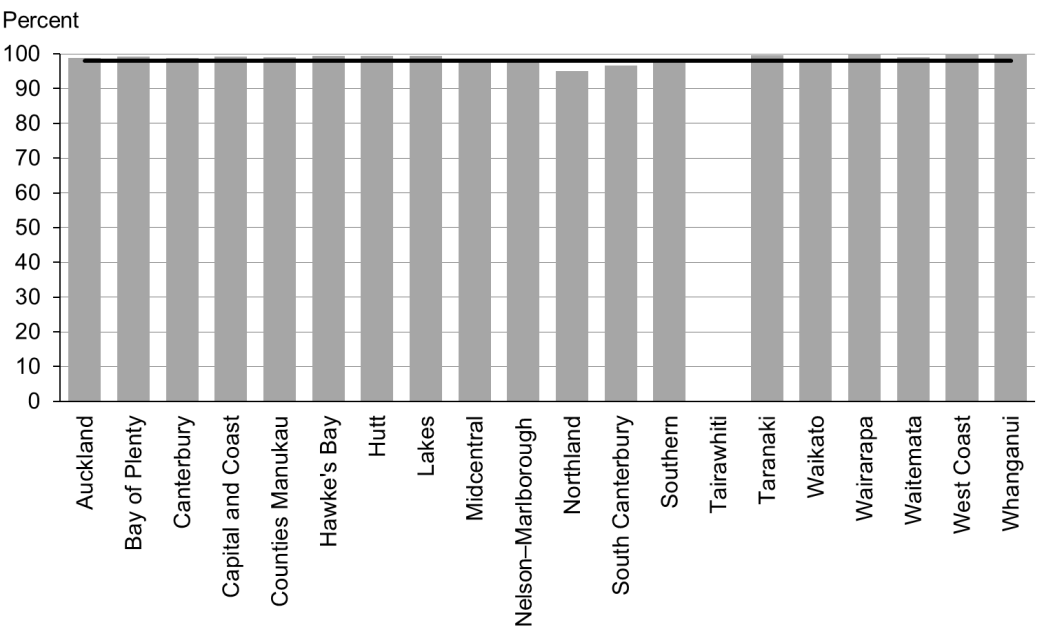 Percent
100
90
80
70
60
50
40
30
20
10
0
Auckland
Bay of Plenty
Canterbury
Capital and Coast
Counties Manukau
Hawke's Bay
Hutt
Lakes
Midcentral
Nelson–Marlborough
Northland
South Canterbury
Southern
Tairawhiti
Taranaki
Waikato
Wairarapa
Waitemata
West Coast
Whanganui